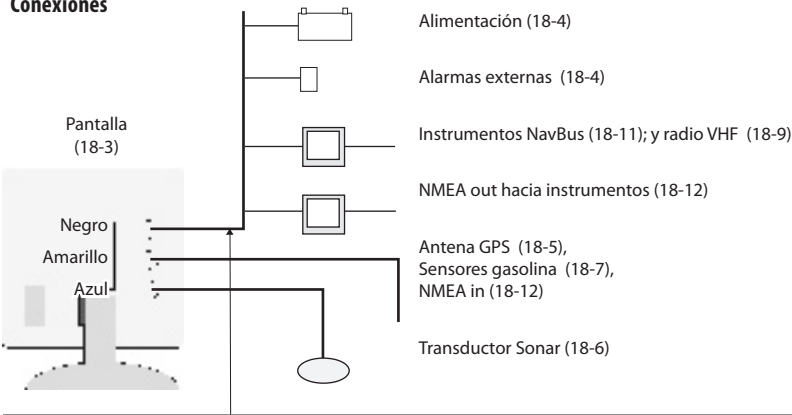 Conexiones
Alimentación (18-4)
Alarmas externas (18-4)
Pantalla
(18-3)
Instrumentos NavBus (18-11); y radio VHF (18-9)
NMEA out hacia instrumentos (18-12)
Negro
Amarillo
Azul
Antena GPS (18-5),
Sensores gasolina (18-7),
NMEA in (18-12)
Transductor Sonar (18-6)